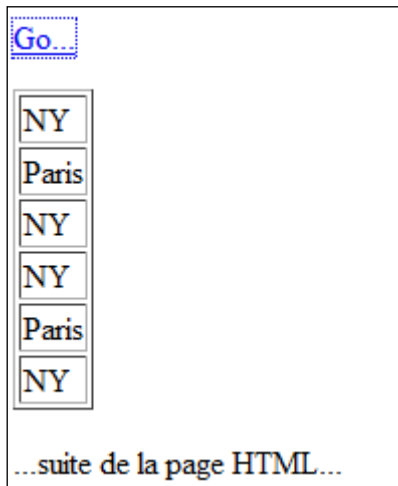 Go...
NY
Paris
NY
NY
Paris
NY
...suite de la page HTML...